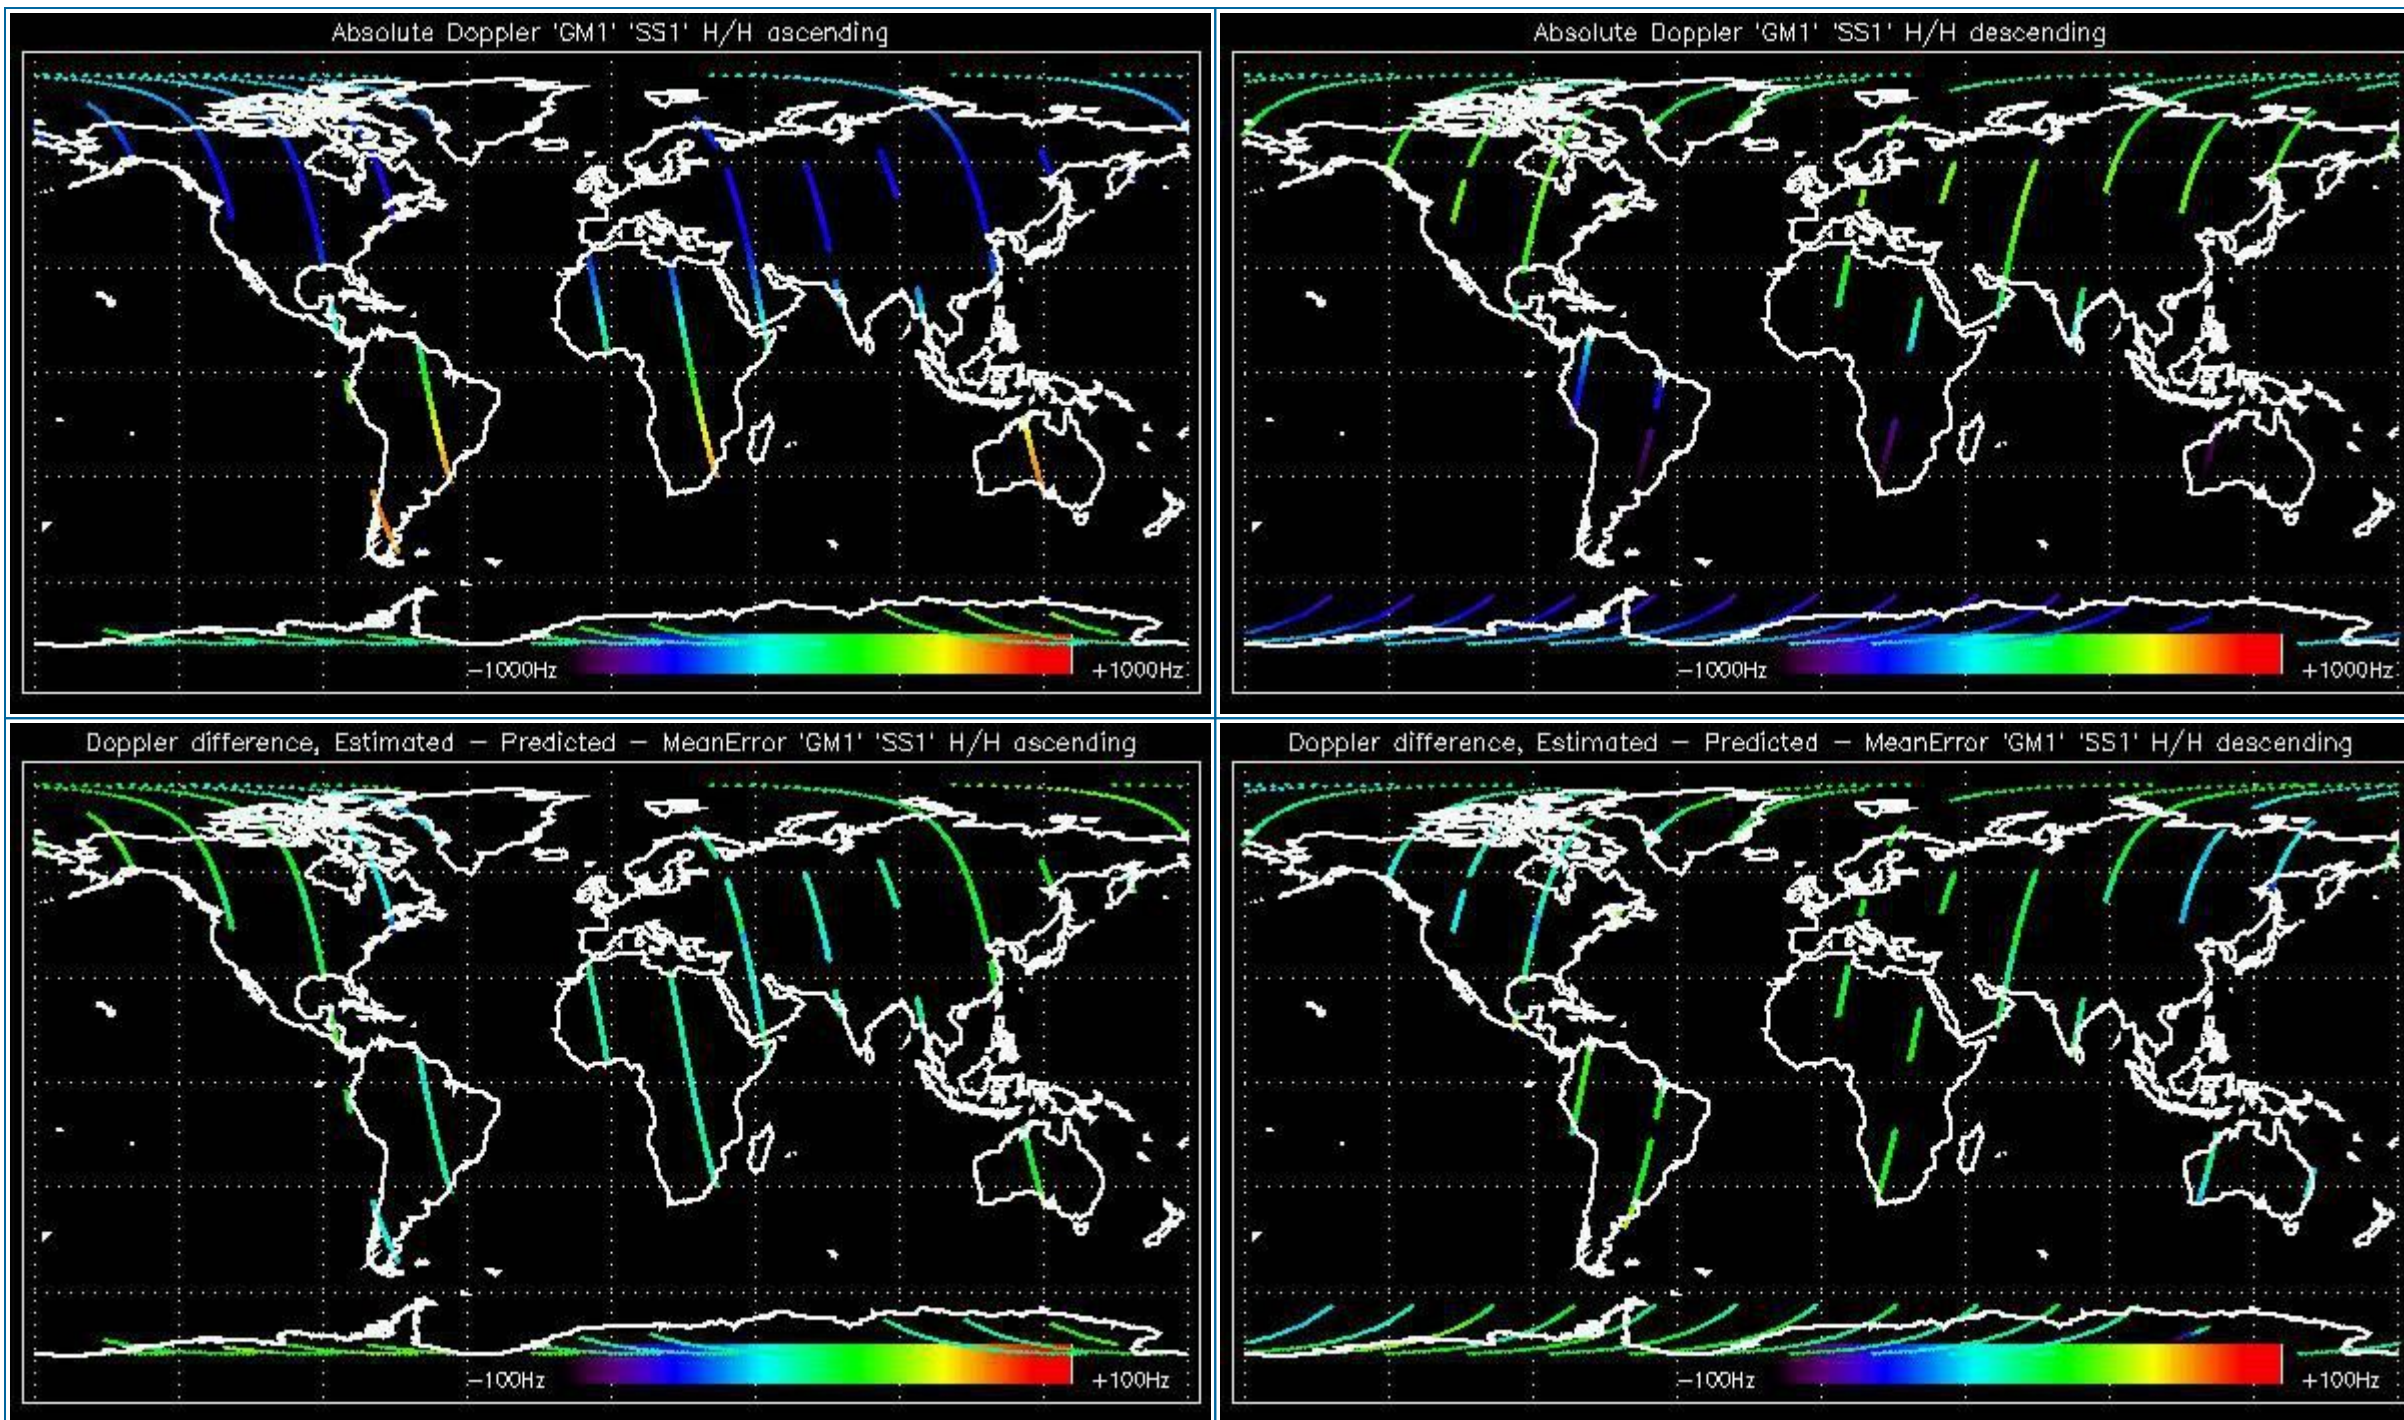 Absolute Doppler 'GM1' 'SS1' H/H ascending
−1000Hz
+1000Hz
Absolute Doppler 'GM1' 'SS1' H/H descending
−1000Hz
+1000Hz
Doppler difference, Estimated − Predicted − MeanError 'GM1' 'SS1' H/H ascending
−100Hz
+100Hz
Doppler difference, Estimated − Predicted − MeanError 'GM1' 'SS1' H/H descending
−100Hz
+100Hz